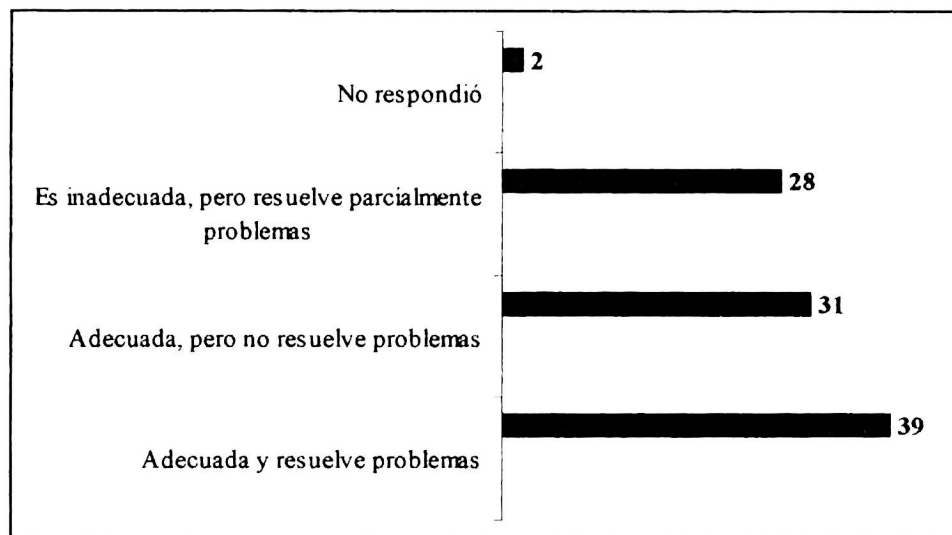 2
No respondió
28
Es inadecuada, pero resuelve parcialmente
problemas
31
Adecuada, pero no resuelve problemas
39
Adecuada y resuelve problemas